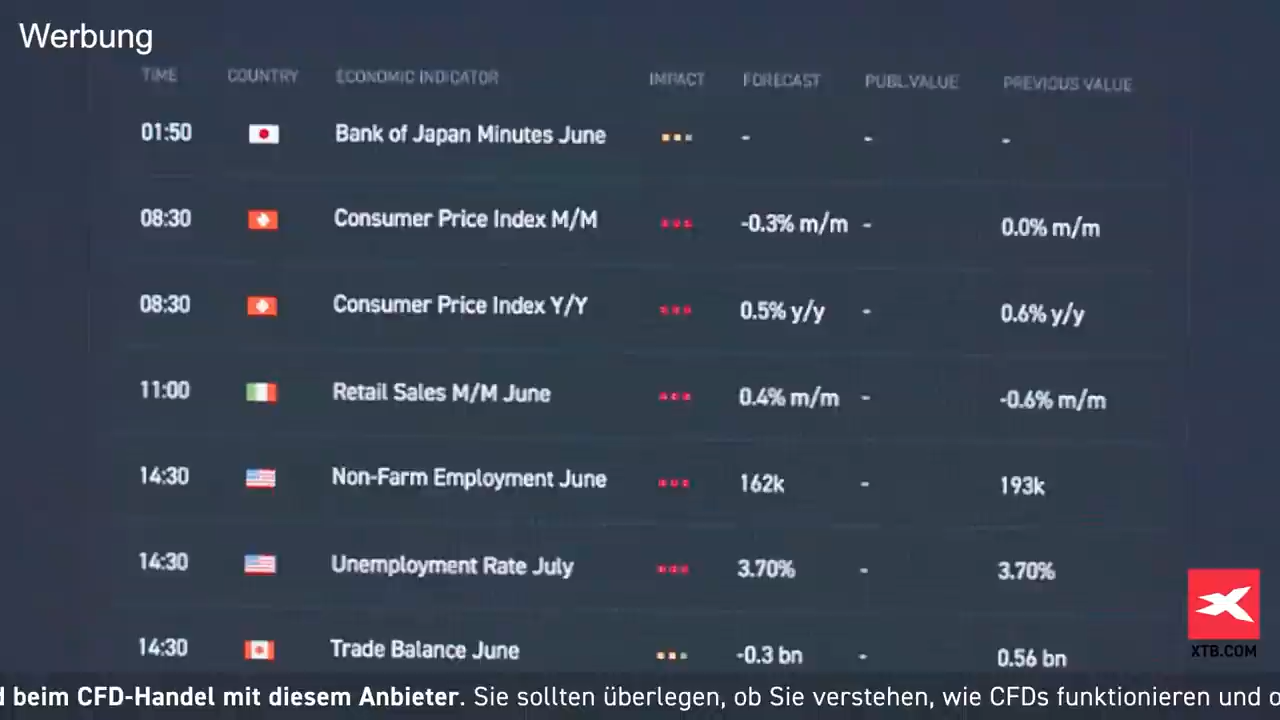 Werbung
TIME COUNTRY ECONOMIC INDICATOR IMPACT FORECAST PUBL.VALUE PREVIOUS VALUE
01:50 Bank of Japan Minutes June - - -
08:30 Consumer Price Index M/M -0.3% m/m - 0.0% m/m
08:30 Consumer Price Index Y/Y 0.5% y/y - 0.6% y/y
11:00 Retail Sales M/M June 0.4% m/m - -0.6% m/m
14:30 Non-Farm Employment June 162k - 193k
14:30 Unemployment Rate July 3.70% - 3.70%
14:30 Trade Balance June -0.3 bn - 0.56 bn
XTB.COM
beim CFD-Handel mit diesem Anbieter. Sie sollten überlegen, ob Sie verstehen, wie CFDs funktionieren und